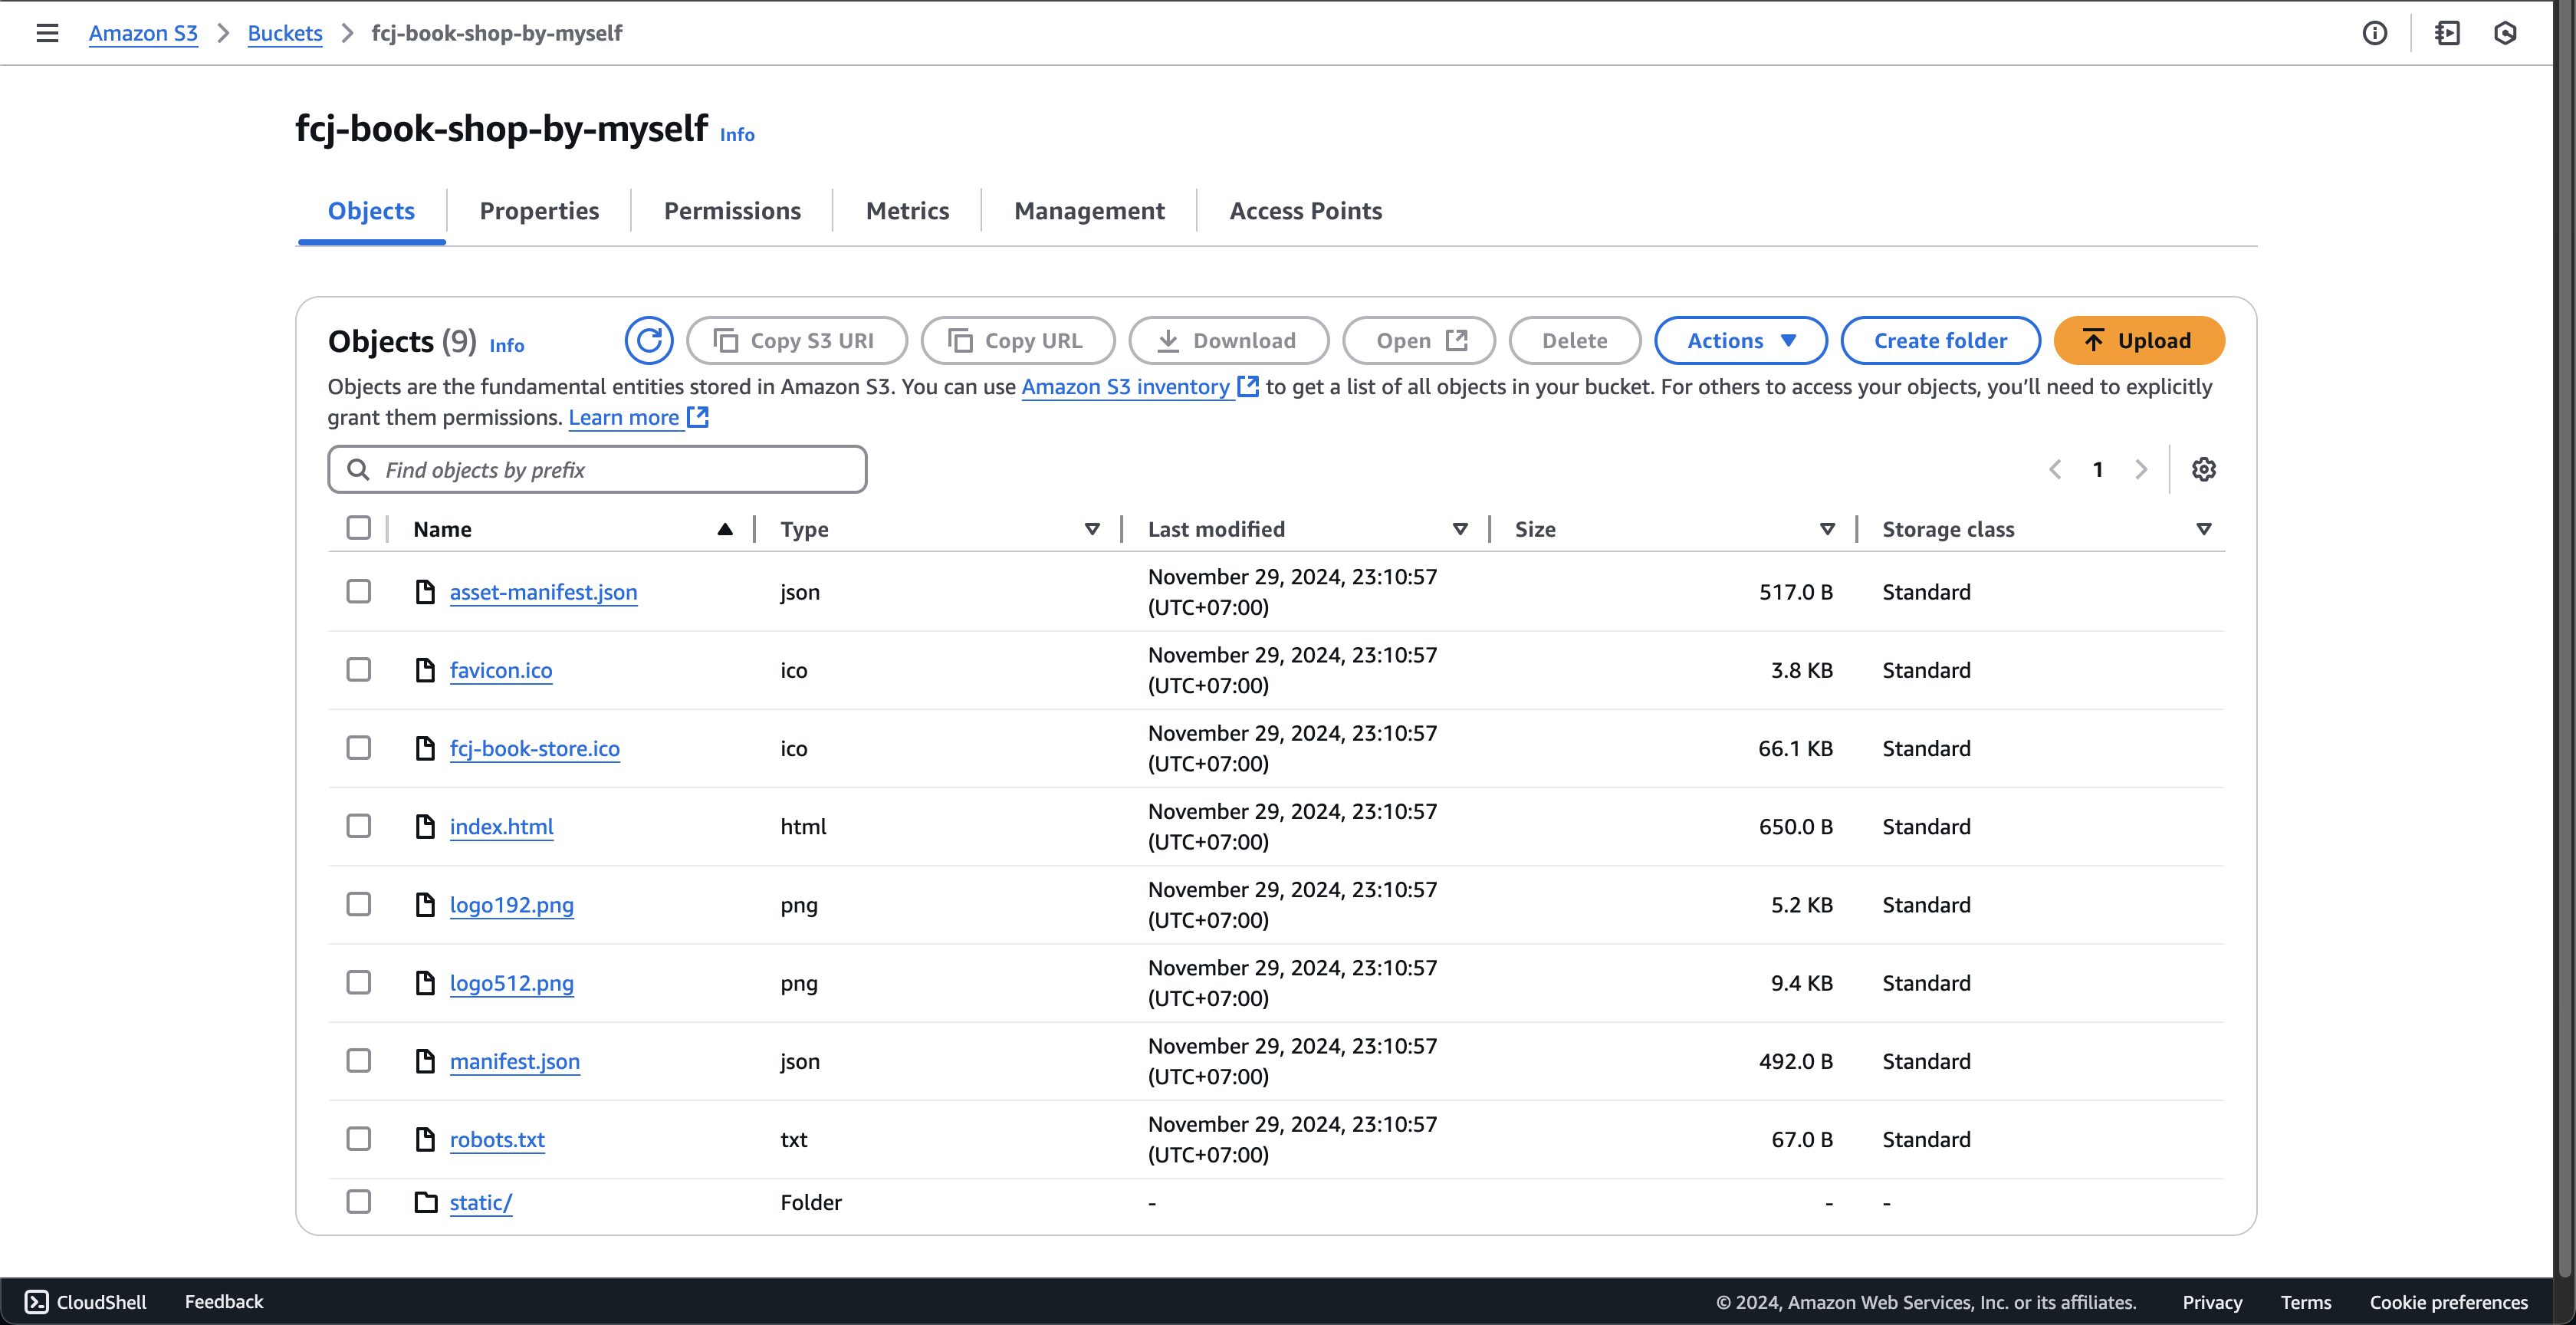 Amazon S3 > Buckets > fcj-book-shop-by-myself
fcj-book-shop-by-myself Info
Objects Properties Permissions Metrics Management Access Points
Objects (9) Info Copy S3 URI Copy URL Download Open Delete Actions Create folder Upload
Objects are the fundamental entities stored in Amazon S3. You can use Amazon S3 inventory to get a list of all objects in your bucket. For others to access your objects, you’ll need to explicitly
grant them permissions. Learn more
Find objects by prefix 1
Name Type Last modified Size Storage class
asset-manifest.json json November 29, 2024, 23:10:57 (UTC+07:00) 517.0 B Standard
favicon.ico ico November 29, 2024, 23:10:57 (UTC+07:00) 3.8 KB Standard
fcj-book-store.ico ico November 29, 2024, 23:10:57 (UTC+07:00) 66.1 KB Standard
index.html html November 29, 2024, 23:10:57 (UTC+07:00) 650.0 B Standard
logo192.png png November 29, 2024, 23:10:57 (UTC+07:00) 5.2 KB Standard
logo512.png png November 29, 2024, 23:10:57 (UTC+07:00) 9.4 KB Standard
manifest.json json November 29, 2024, 23:10:57 (UTC+07:00) 492.0 B Standard
robots.txt txt November 29, 2024, 23:10:57 (UTC+07:00) 67.0 B Standard
static/ Folder - - -
CloudShell Feedback © 2024, Amazon Web Services, Inc. or its affiliates. Privacy Terms Cookie preferences